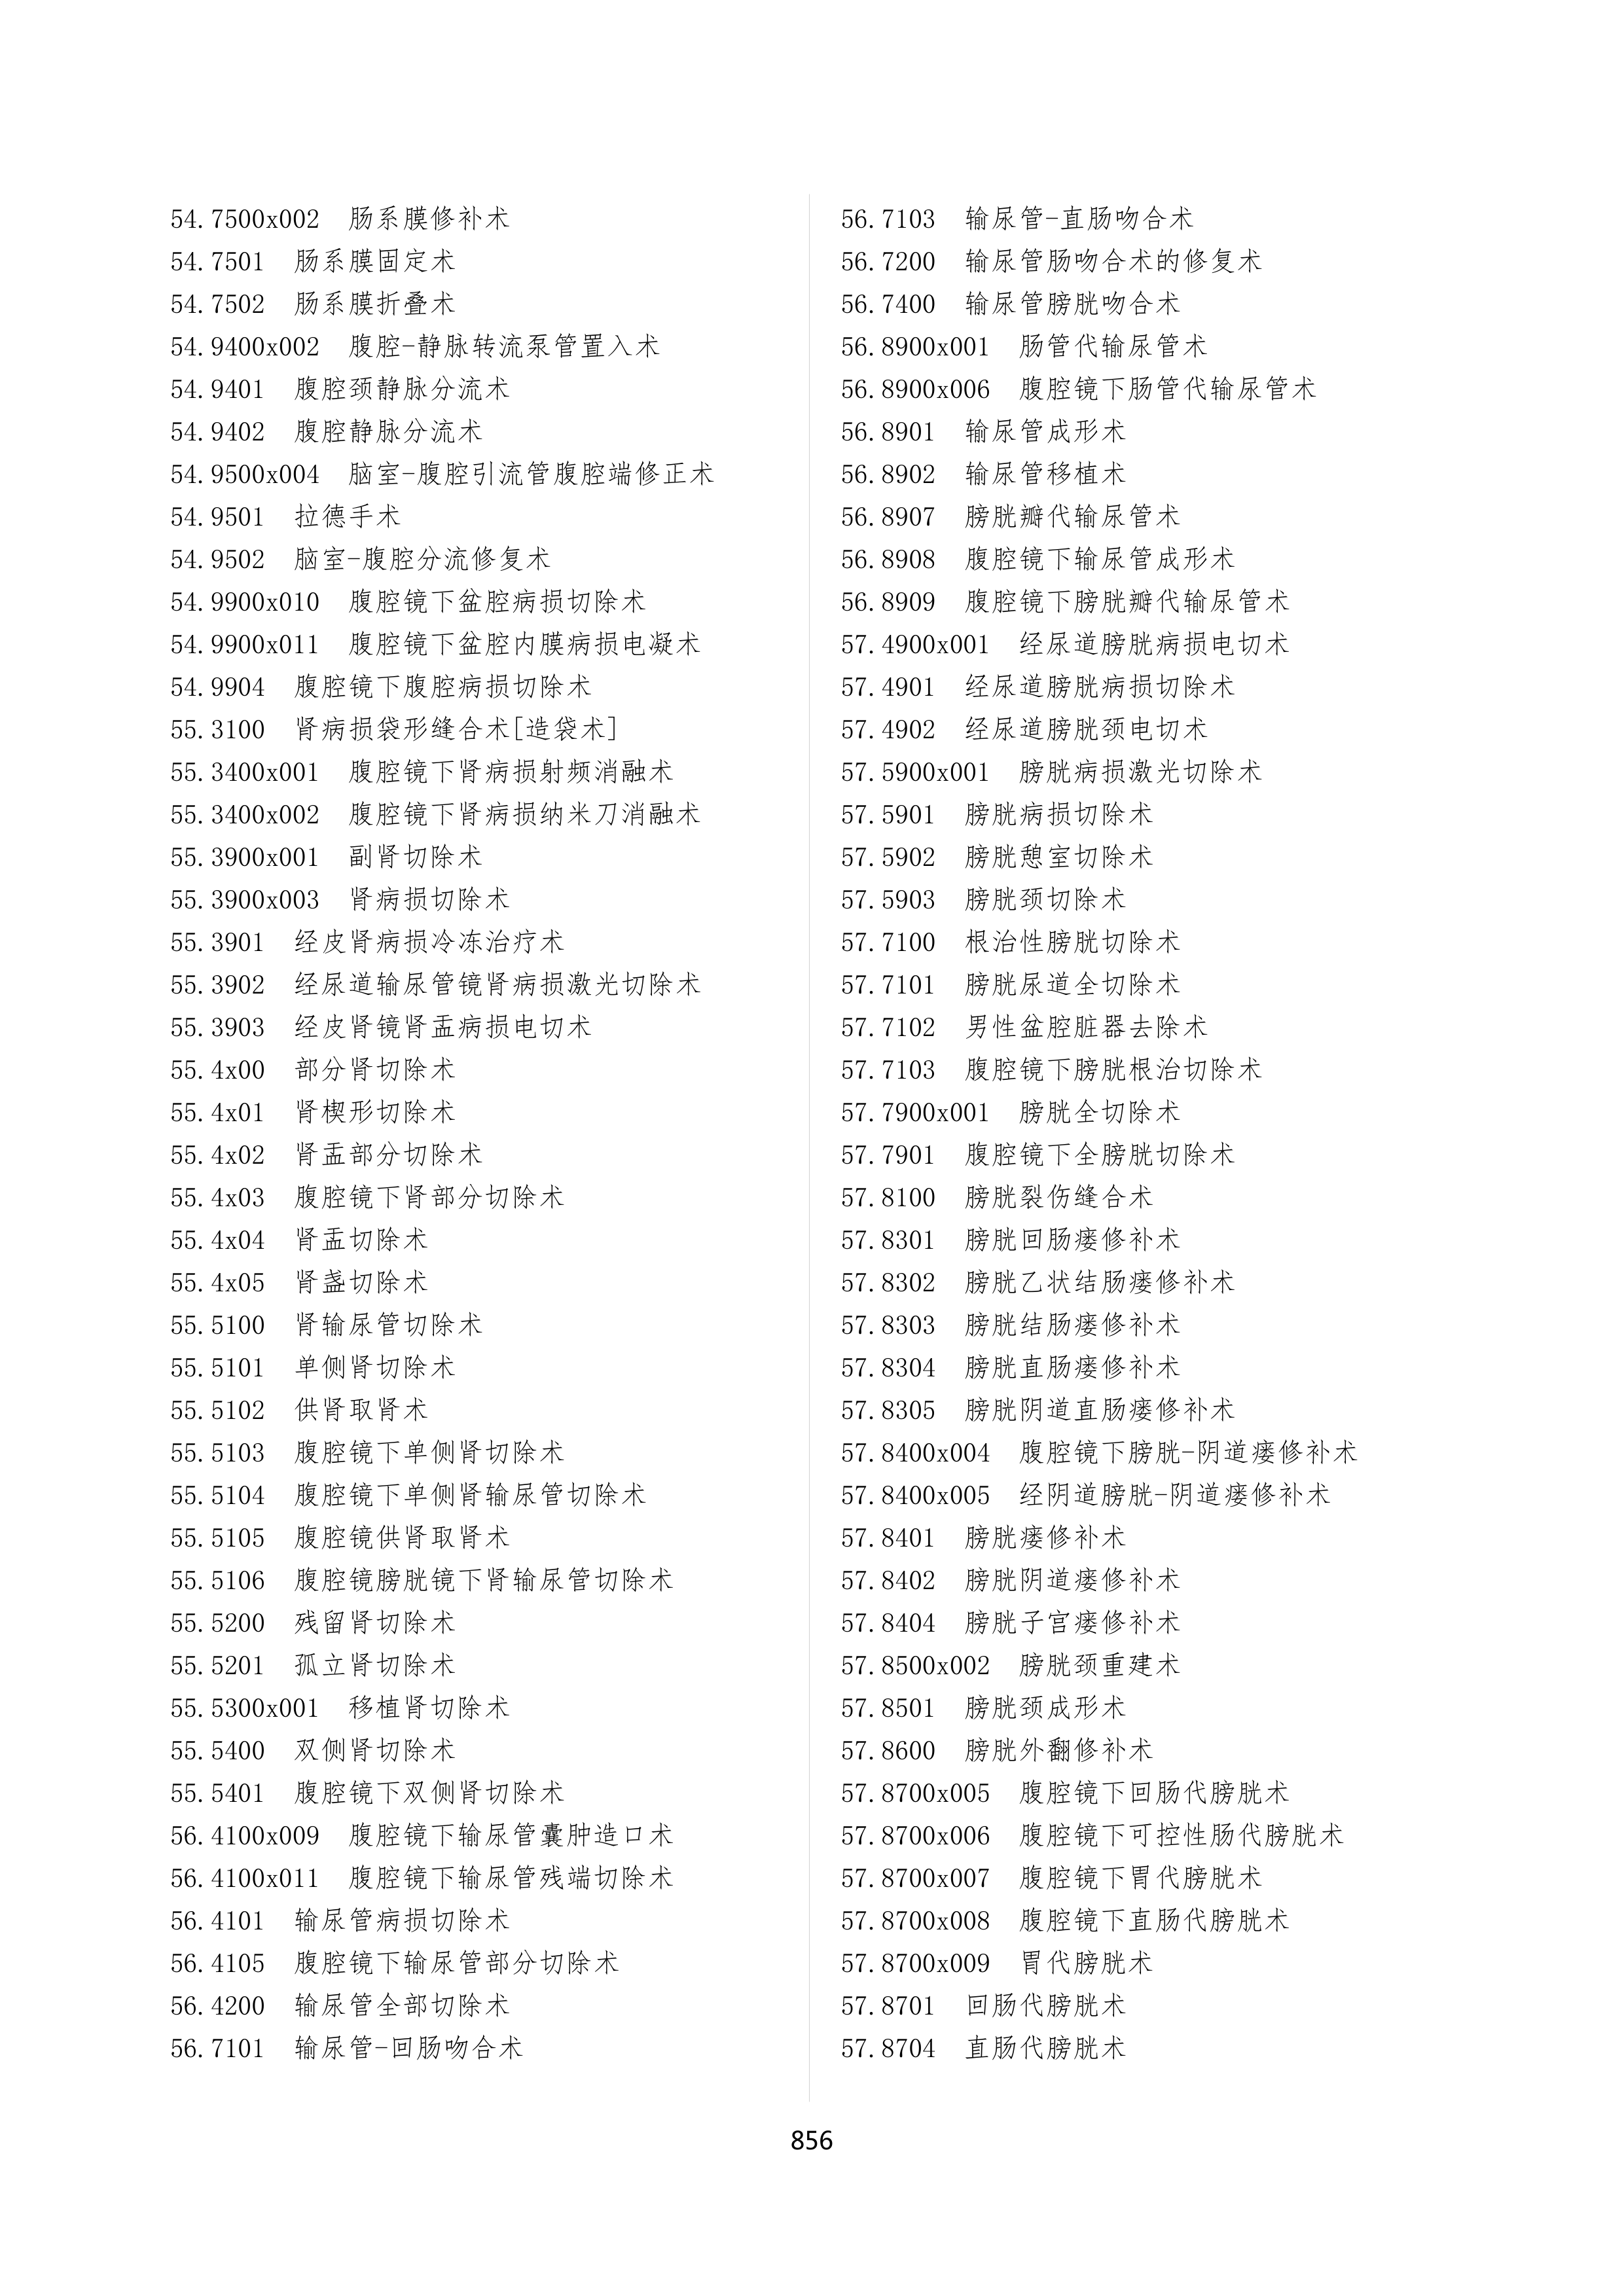 54.7500x002 肠系膜修补术
54.7501 肠系膜固定术
54.7502 肠系膜折叠术
54.9400x002 腹腔-静脉转流泵管置入术
54.9401 腹腔颈静脉分流术
54.9402 腹腔静脉分流术
54.9500x004 脑室-腹腔引流管腹腔端修正术
54.9501 拉德手术
54.9502 脑室-腹腔分流修复术
54.9900x010 腹腔镜下盆腔病损切除术
54.9900x011 腹腔镜下盆腔内膜病损电凝术
54.9904 腹腔镜下腹腔病损切除术
55.3100 肾病损袋形缝合术[造袋术]
55.3400x001 腹腔镜下肾病损射频消融术
55.3400x002 腹腔镜下肾病损纳米刀消融术
55.3900x001 副肾切除术
55.3900x003 肾病损切除术
55.3901 经皮肾病损冷冻治疗术
55.3902 经尿道输尿管镜肾病损激光切除术
55.3903 经皮肾镜肾盂病损电切术
55.4x00 部分肾切除术
55.4x01 肾楔形切除术
55.4x02 肾盂部分切除术
55.4x03 腹腔镜下肾部分切除术
55.4x04 肾盂切除术
55.4x05 肾盏切除术
55.5100 肾输尿管切除术
55.5101 单侧肾切除术
55.5102 供肾取肾术
55.5103 腹腔镜下单侧肾切除术
55.5104 腹腔镜下单侧肾输尿管切除术
55.5105 腹腔镜供肾取肾术
55.5106 腹腔镜膀胱镜下肾输尿管切除术
55.5200 残留肾切除术
55.5201 孤立肾切除术
55.5300x001 移植肾切除术
55.5400 双侧肾切除术
55.5401 腹腔镜下双侧肾切除术
56.4100x009 腹腔镜下输尿管囊肿造口术
56.4100x011 腹腔镜下输尿管残端切除术
56.4101 输尿管病损切除术
56.4105 腹腔镜下输尿管部分切除术
56.4200 输尿管全部切除术
56.7101 输尿管-回肠吻合术
56.7103 输尿管-直肠吻合术
56.7200 输尿管肠吻合术的修复术
56.7400 输尿管膀胱吻合术
56.8900x001 肠管代输尿管术
56.8900x006 腹腔镜下肠管代输尿管术
56.8901 输尿管成形术
56.8902 输尿管移植术
56.8907 膀胱瓣代输尿管术
56.8908 腹腔镜下输尿管成形术
56.8909 腹腔镜下膀胱瓣代输尿管术
57.4900x001 经尿道膀胱病损电切术
57.4901 经尿道膀胱病损切除术
57.4902 经尿道膀胱颈电切术
57.5900x001 膀胱病损激光切除术
57.5901 膀胱病损切除术
57.5902 膀胱憩室切除术
57.5903 膀胱颈切除术
57.7100 根治性膀胱切除术
57.7101 膀胱尿道全切除术
57.7102 男性盆腔脏器去除术
57.7103 腹腔镜下膀胱根治切除术
57.7900x001 膀胱全切除术
57.7901 腹腔镜下全膀胱切除术
57.8100 膀胱裂伤缝合术
57.8301 膀胱回肠瘘修补术
57.8302 膀胱乙状结肠瘘修补术
57.8303 膀胱结肠瘘修补术
57.8304 膀胱直肠瘘修补术
57.8305 膀胱阴道直肠瘘修补术
57.8400x004 腹腔镜下膀胱-阴道瘘修补术
57.8400x005 经阴道膀胱-阴道瘘修补术
57.8401 膀胱瘘修补术
57.8402 膀胱阴道瘘修补术
57.8404 膀胱子宫瘘修补术
57.8500x002 膀胱颈重建术
57.8501 膀胱颈成形术
57.8600 膀胱外翻修补术
57.8700x005 腹腔镜下回肠代膀胱术
57.8700x006 腹腔镜下可控性肠代膀胱术
57.8700x007 腹腔镜下胃代膀胱术
57.8700x008 腹腔镜下直肠代膀胱术
57.8700x009 胃代膀胱术
57.8701 回肠代膀胱术
57.8704 直肠代膀胱术
856